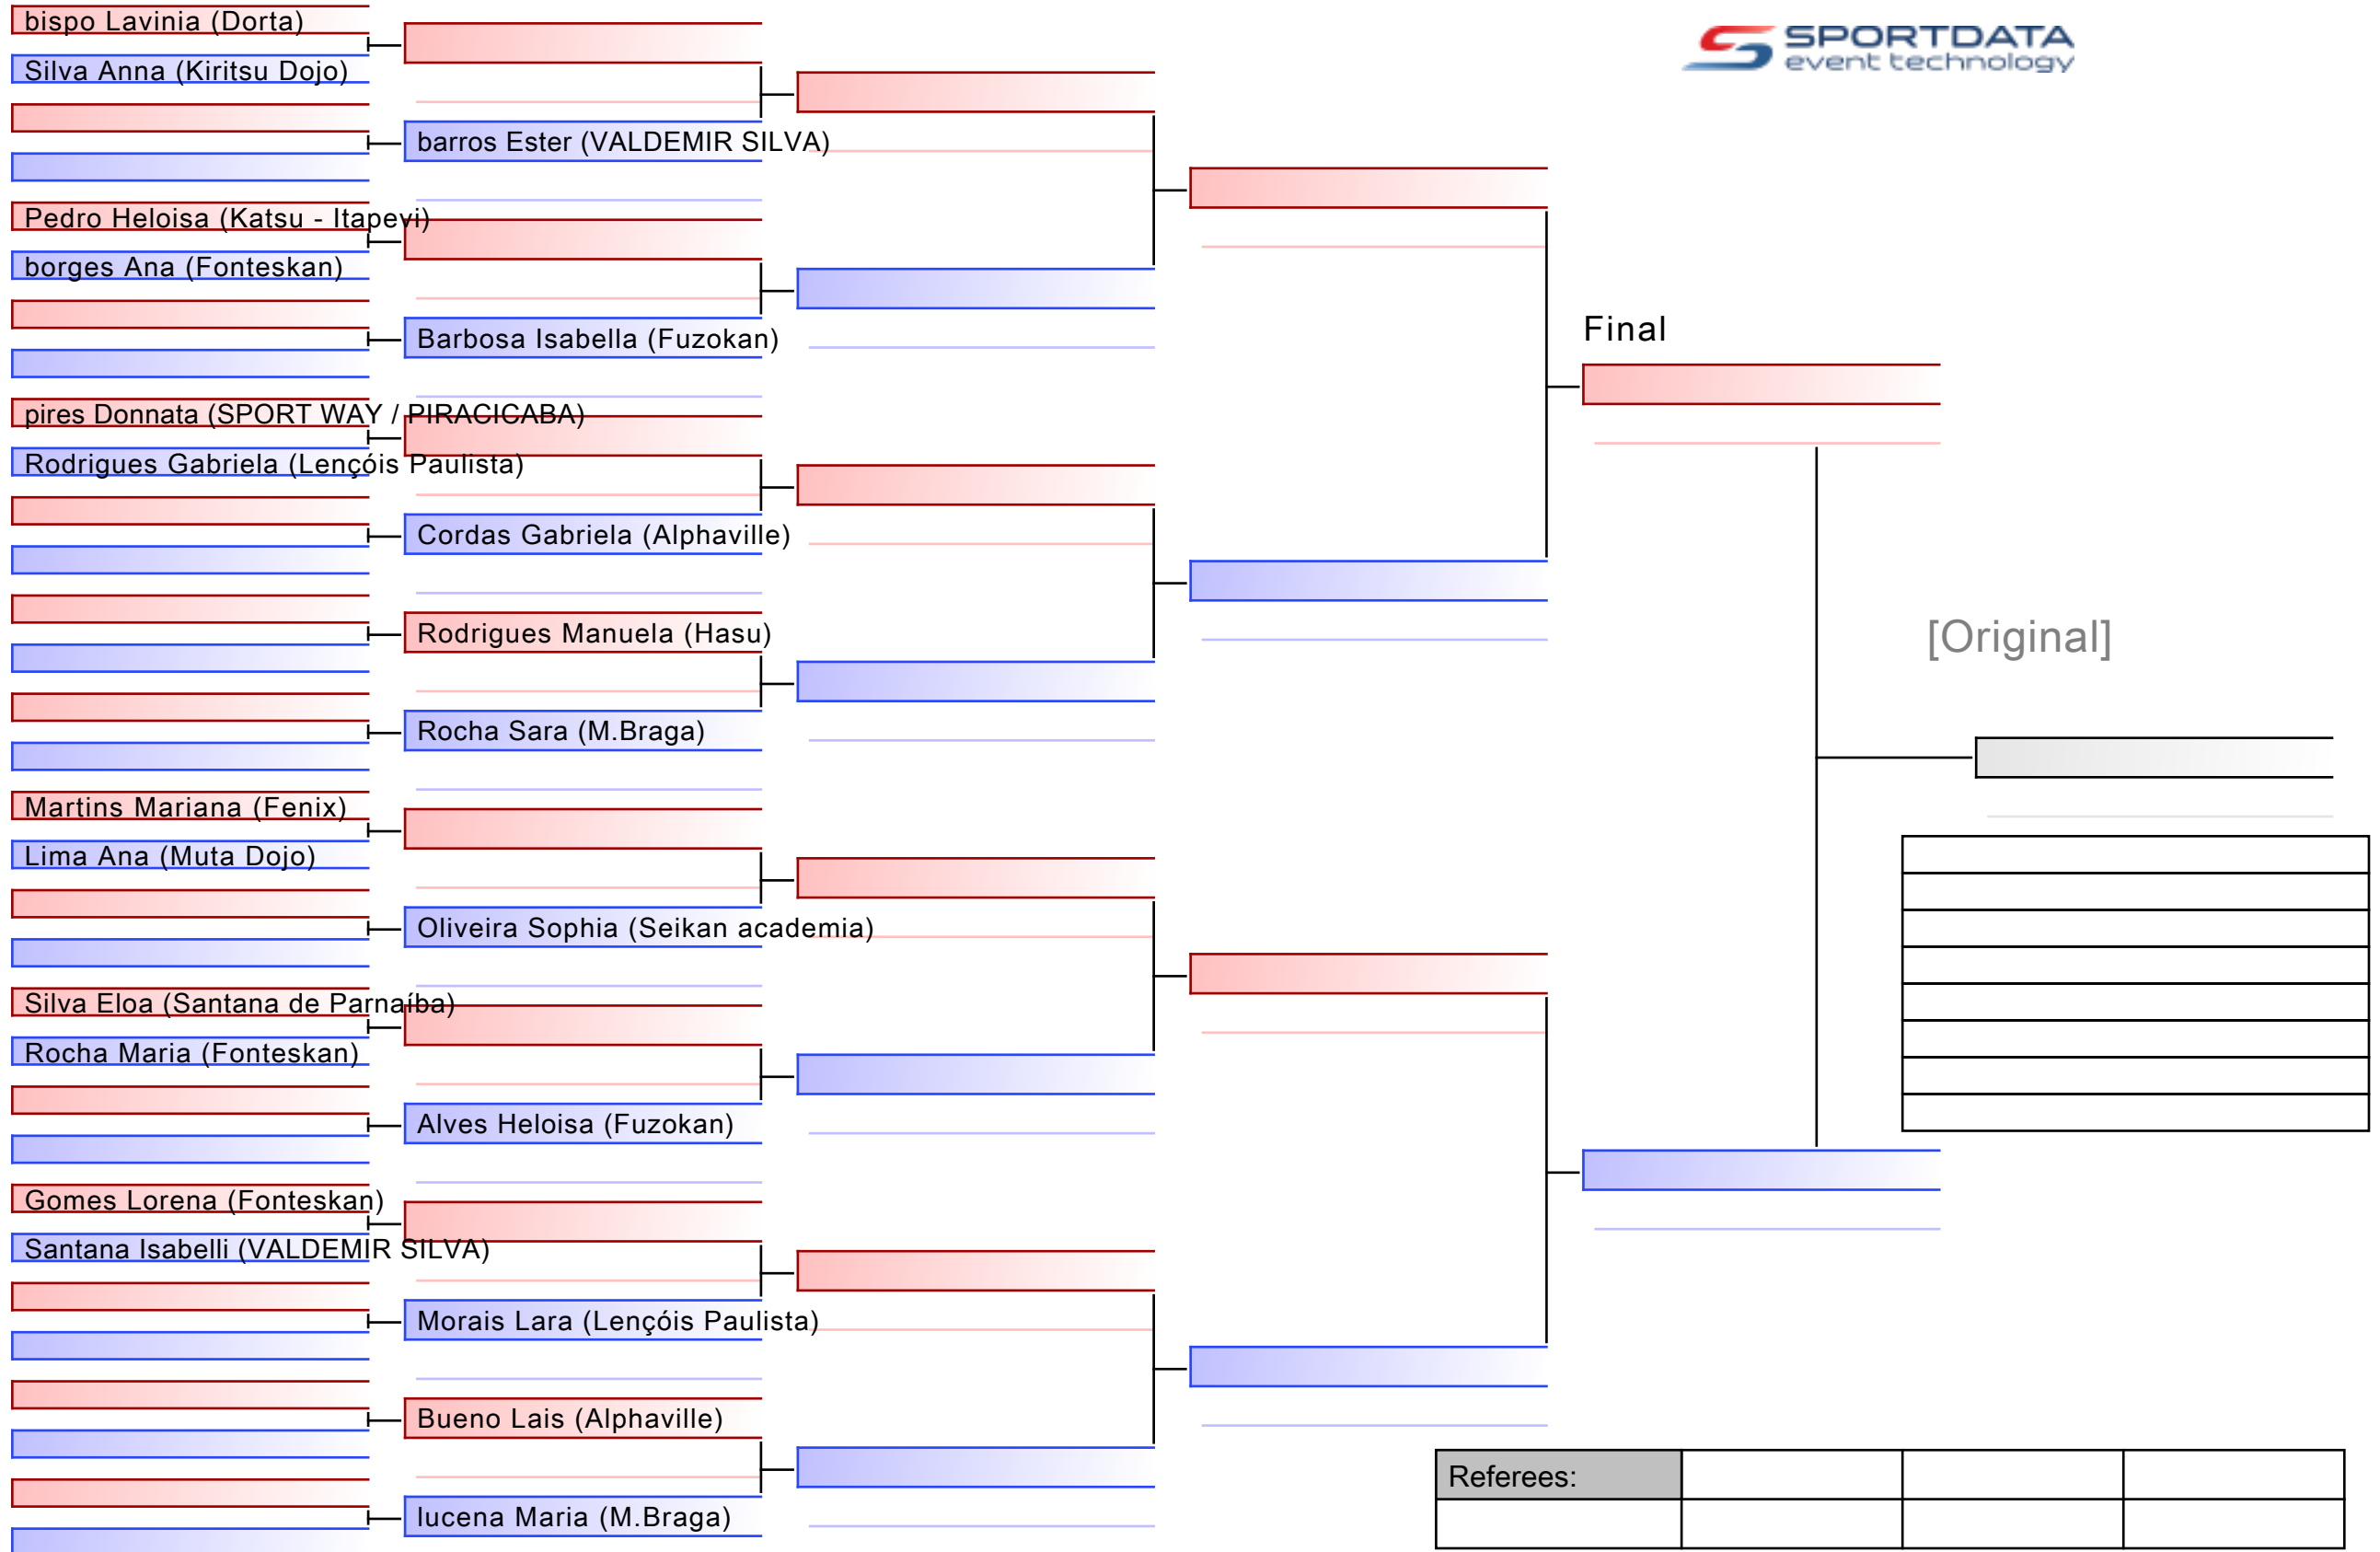 bispo Lavinia (Dorta)
Silva Anna (Kiritsu Dojo)
barros Ester (VALDEMIR SILVA)
Pedro Heloisa (Katsu - Itapevi)
borges Ana (Fonteskan)
Barbosa Isabella (Fuzokan)
pires Donnata (SPORT WAY / PIRACICABA)
Rodrigues Gabriela (Lençóis Paulista)
Cordas Gabriela (Alphaville)
Rodrigues Manuela (Hasu)
Rocha Sara (M.Braga)
Martins Mariana (Fenix)
Lima Ana (Muta Dojo)
Oliveira Sophia (Seikan academia)
Silva Eloa (Santana de Parnaíba)
Rocha Maria (Fonteskan)
Alves Heloisa (Fuzokan)
Gomes Lorena (Fonteskan)
Santana Isabelli (VALDEMIR SILVA)
Morais Lara (Lençóis Paulista)
Bueno Lais (Alphaville)
lucena Maria (M.Braga)
SPORTDATA
event technology
Final
[Original]
Referees: